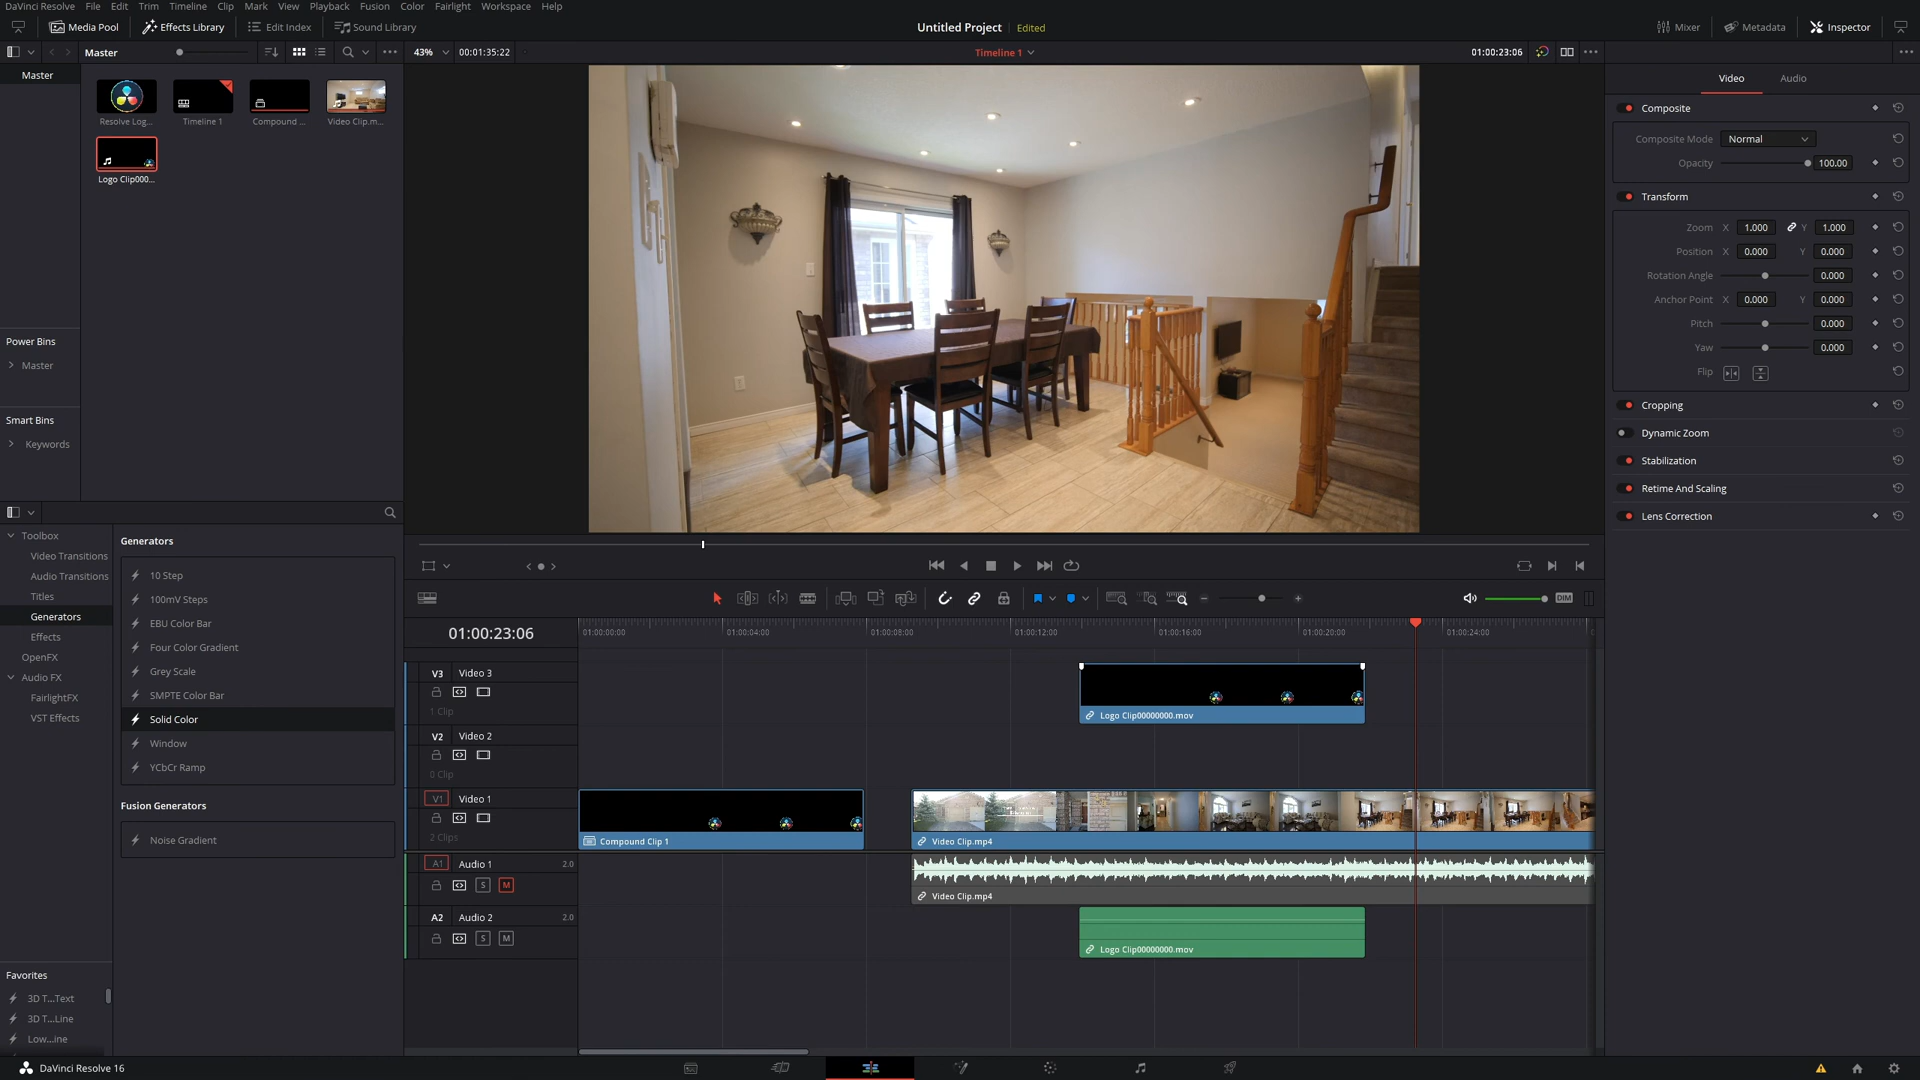 DaVinci Resolve File Edit Trim Timeline Clip Mark View Playback Fusion Color Fairlight Workspace Help
Media Pool Effects Library Edit Index Sound Library Untitled Project Edited Mixer Metadata Inspector
Master 43% 00:01:35:22 Timeline 1 01:00:23:06
Master
Resolve Log... Timeline 1 Compound ... Video Clip.m...
Logo Clip000...
Power Bins
Master
Smart Bins
Keywords
Video Audio
Composite
Composite Mode Normal
Opacity 100.00
Transform
Zoom X 1.000 Y 1.000
Position X 0.000 Y 0.000
Rotation Angle 0.000
Anchor Point X 0.000 Y 0.000
Pitch 0.000
Yaw 0.000
Flip
Cropping
Dynamic Zoom
Stabilization
Retime And Scaling
Lens Correction
Toolbox
Video Transitions
Audio Transitions
Titles
Generators
Effects
OpenFX
Audio FX
FairlightFX
VST Effects
Favorites
3D T...Text
3D T...Line
Low...ine
Generators
10 Step
100mV Steps
EBU Color Bar
Four Color Gradient
Grey Scale
SMPTE Color Bar
Solid Color
Window
YCbCr Ramp
Fusion Generators
Noise Gradient
DIM
01:00:23:06 01:00:00:00 01:00:04:00 01:00:08:00 01:00:12:00 01:00:16:00 01:00:20:00 01:00:24:00
V3 Video 3
1 Clip
Logo Clip00000000.mov
V2 Video 2
0 Clip
V1 Video 1
2 Clips
Compound Clip 1 Video Clip.mp4
A1 Audio 1 2.0
S M
Video Clip.mp4
A2 Audio 2 2.0
S M
Logo Clip00000000.mov
DaVinci Resolve 16